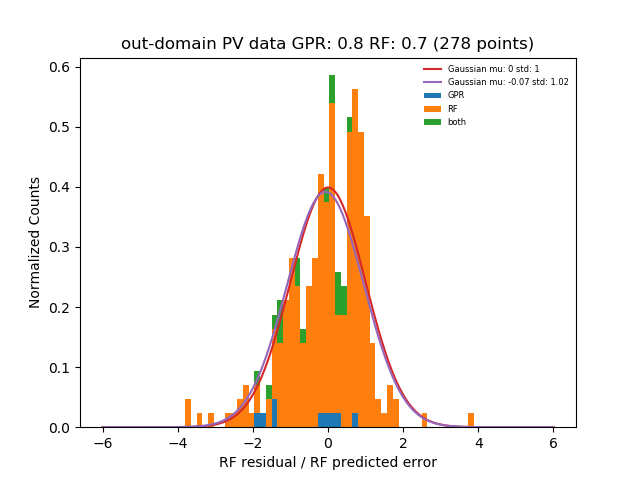 out-domain PV data GPR: 0.8 RF: 0.7 (278 points)
Gaussian mu: 0 std: 1
Gaussian mu: -0.07 std: 1.02
GPR
RF
both
Normalized Counts
0.6
0.5
0.4
0.3
0.2
0.1
0.0
−6 −4 −2 0 2 4 6
RF residual / RF predicted error